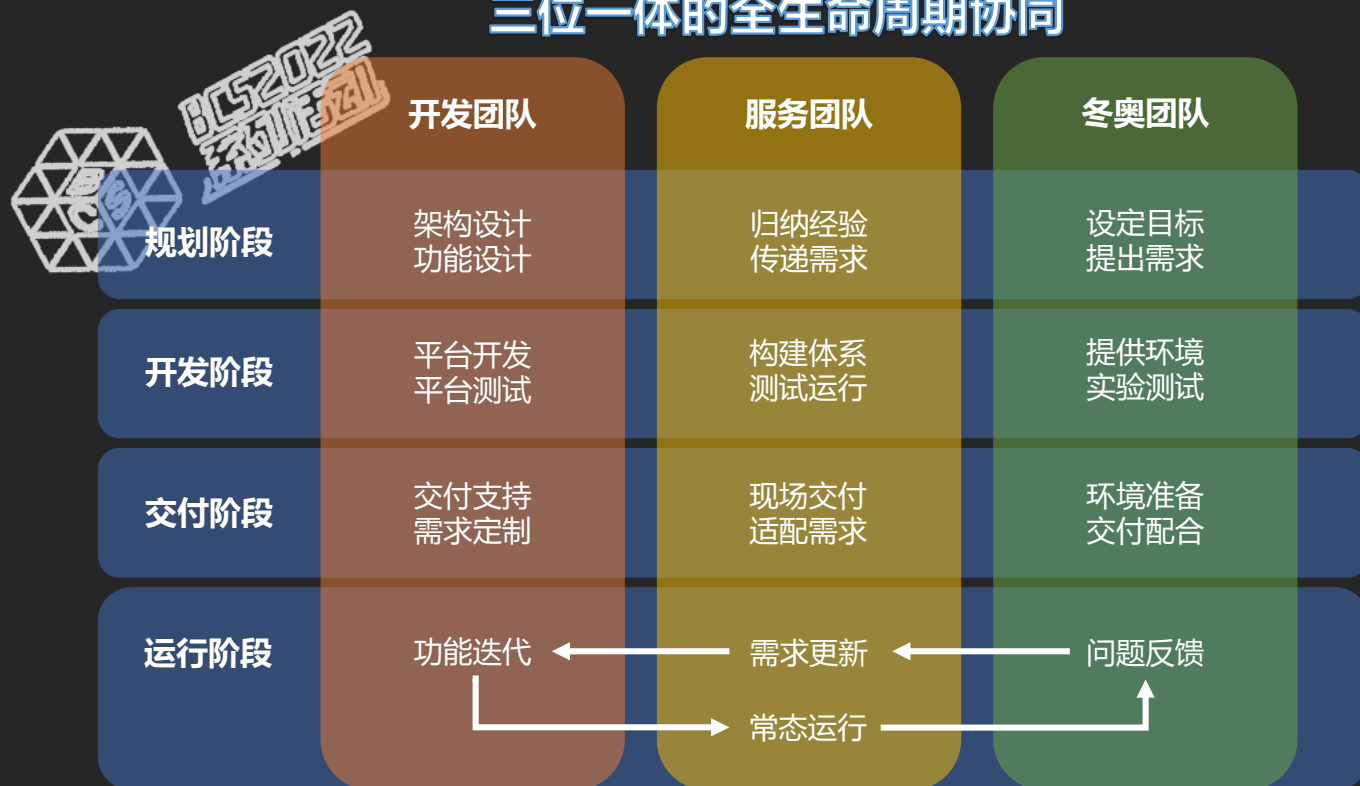 三位一体的全生命周期协同
BCS2022
开发团队
服务团队
冬奥团队
规划阶段
架构设计
功能设计
归纳经验
传递需求
设定目标
提出需求
开发阶段
平台开发
平台测试
构建体系
测试运行
提供环境
实验测试
交付阶段
交付支持
需求定制
现场交付
适配需求
环境准备
交付配合
运行阶段
功能迭代
需求更新
问题反馈
常态运行